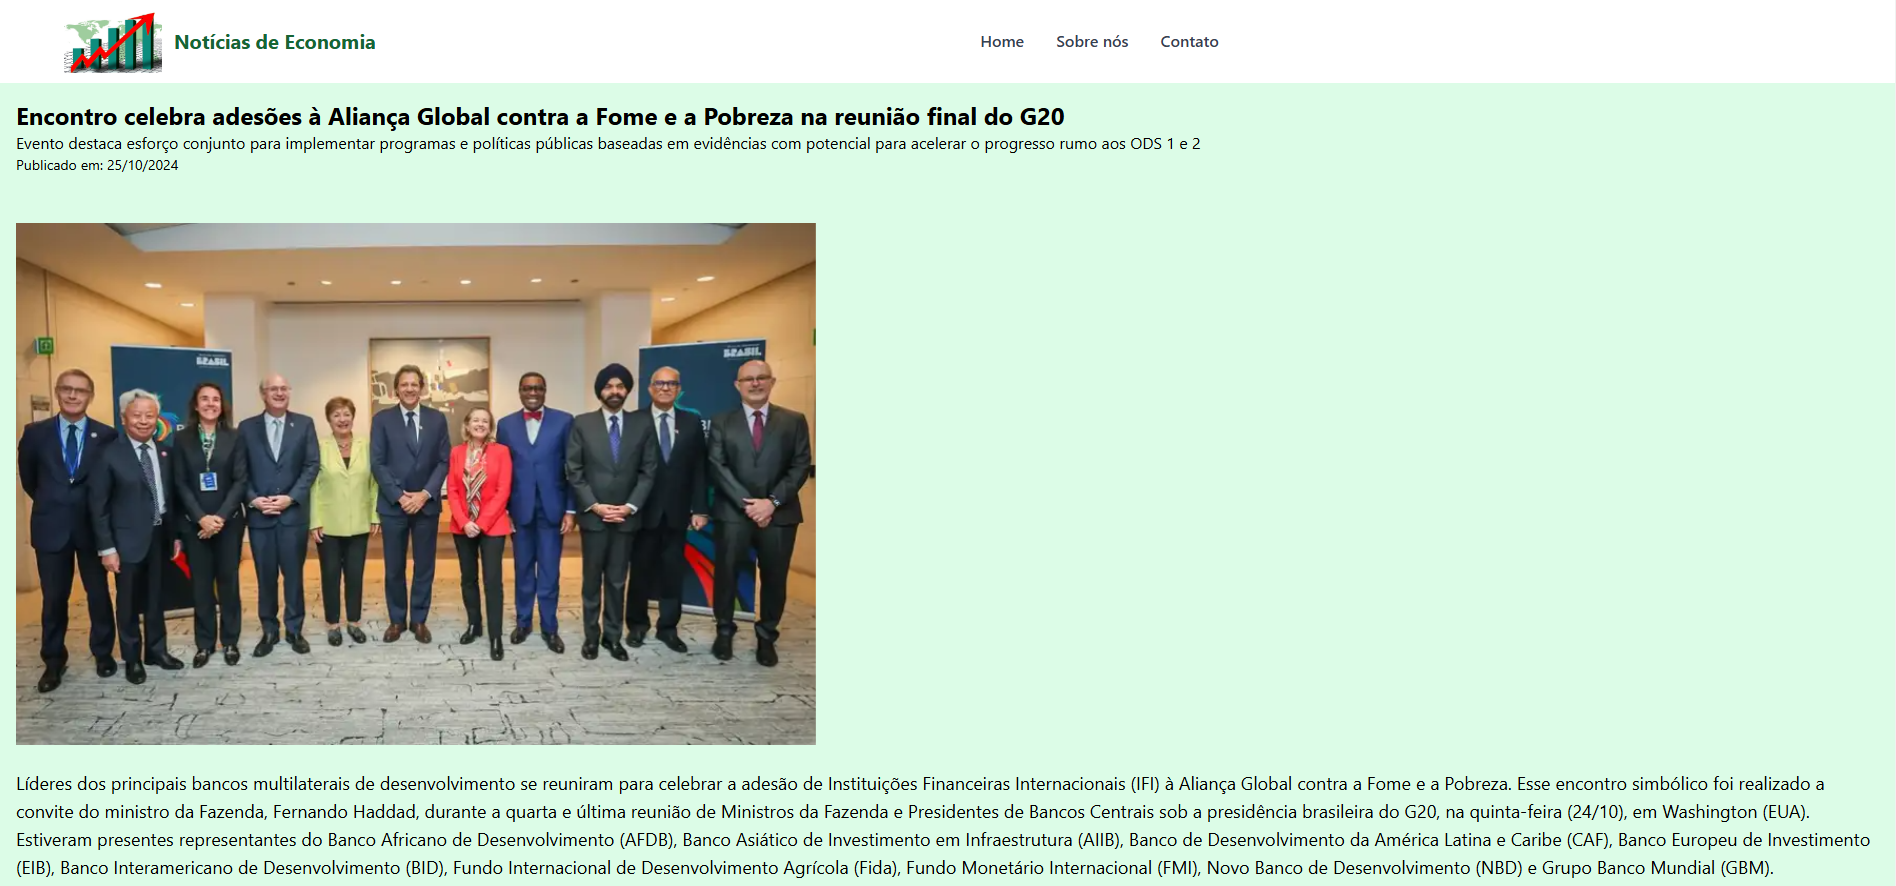 Notícias de Economia
Home
Sobre nós
Contato
Encontro celebra adesões à Aliança Global contra a Fome e a Pobreza na reunião final do G20
Evento destaca esforço conjunto para implementar programas e políticas públicas baseadas em evidências com potencial para acelerar o progresso rumo aos ODS 1 e 2
Publicado em: 25/10/2024
BRASIL
BRASIL
Líderes dos principais bancos multilaterais de desenvolvimento se reuniram para celebrar a adesão de Instituições Financeiras Internacionais (IFI) à Aliança Global contra a Fome e a Pobreza. Esse encontro simbólico foi realizado a
convite do ministro da Fazenda, Fernando Haddad, durante a quarta e última reunião de Ministros da Fazenda e Presidentes de Bancos Centrais sob a presidência brasileira do G20, na quinta-feira (24/10), em Washington (EUA).
Estiveram presentes representantes do Banco Africano de Desenvolvimento (AFDB), Banco Asiático de Investimento em Infraestrutura (AIIB), Banco de Desenvolvimento da América Latina e Caribe (CAF), Banco Europeu de Investimento
(EIB), Banco Interamericano de Desenvolvimento (BID), Fundo Internacional de Desenvolvimento Agrícola (Fida), Fundo Monetário Internacional (FMI), Novo Banco de Desenvolvimento (NBD) e Grupo Banco Mundial (GBM).